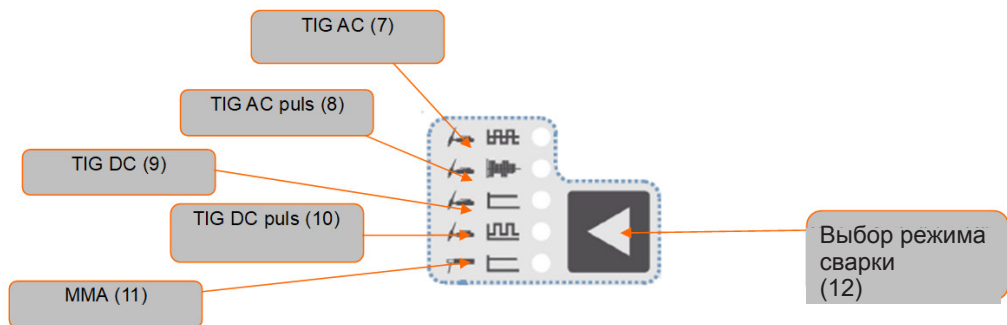 TIG AC (7)
TIG AC puls (8)
TIG DC (9)
TIG DC puls (10)
MMA (11)
Выбор режима
сварки
(12)